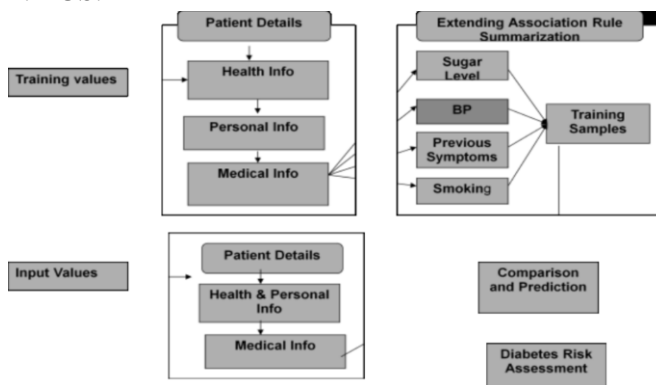 Patient Details
Health Info
Training values
Personal Info
Medical Info
Extending Association Rule
Summarization
Sugar
Level
BP
Previous
Symptoms
Smoking
Training
Samples
Input Values
Patient Details
Health & Personal
Info
Medical Info
Comparison
and Prediction
Diabetes Risk
Assessment